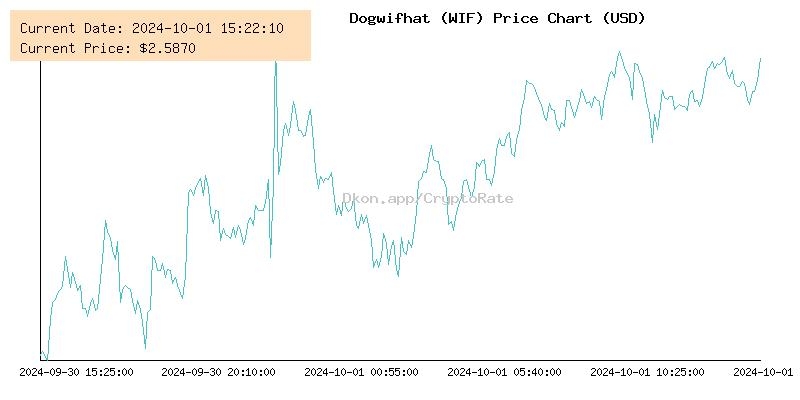 Dogwifhat (WIF) Price Chart (USD)
Current Date: 2024-10-01 15:22:10
Current Price: $2.5870
Dkon.app/CryptoRate
2024-09-30 15:25:00 2024-09-30 20:10:00 2024-10-01 00:55:00 2024-10-01 05:40:00 2024-10-01 10:25:00 2024-10-01